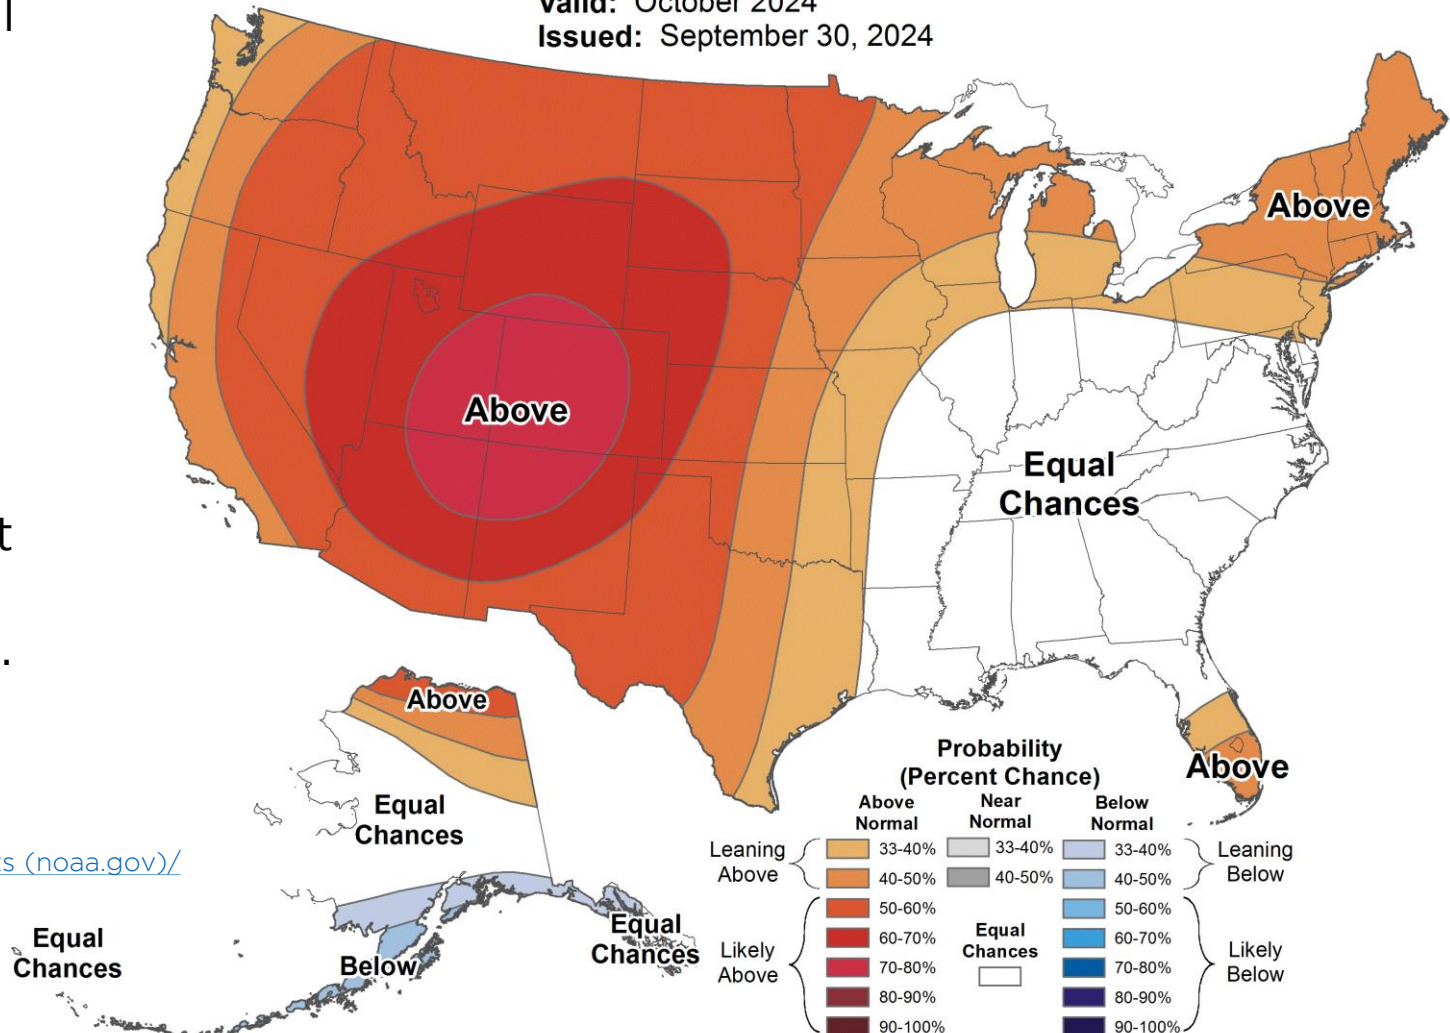 Valid: October 2024
Issued: September 30, 2024
Above
Above
Equal
Chances
t
.
Above
Above
Equal
Chances
s (noaa.gov)/
Equal
Chances
Below
Equal
Chances
Probability
(Percent Chance)
Above
Normal
Near
Normal
Below
Normal
Leaning
Above
33-40%
33-40%
33-40%
Leaning
Below
40-50%
40-50%
40-50%
50-60%
50-60%
Likely
Above
60-70%
Equal
Chances
60-70%
Likely
Below
70-80%
70-80%
80-90%
80-90%
90-100%
90-100%